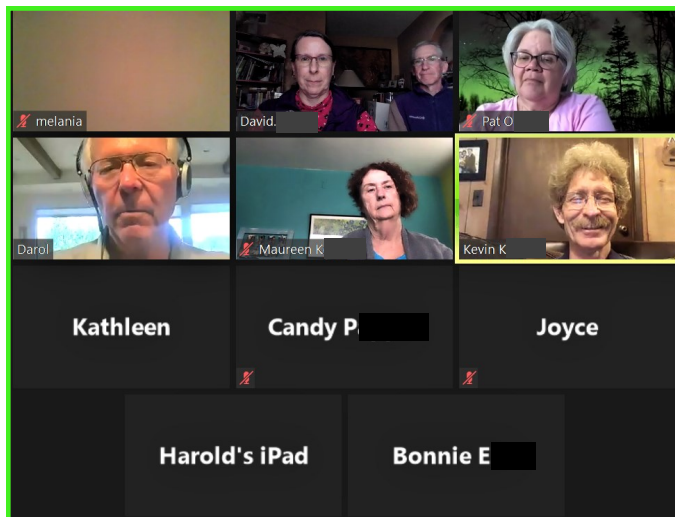 melania
David.
Pat O
Darol
Maureen K
Kevin K
Kathleen
Candy P
Joyce
Harold's iPad
Bonnie E